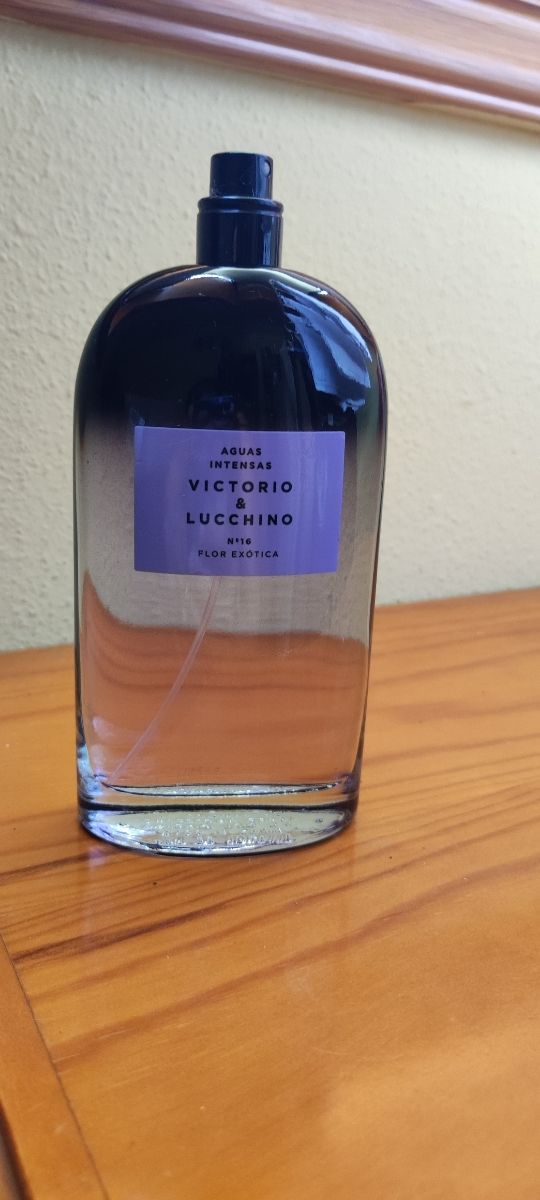 AGUAS
INTENSAS
VICTORIO
&
LUCCHINO
Nº16
FLOR EXÓTICA